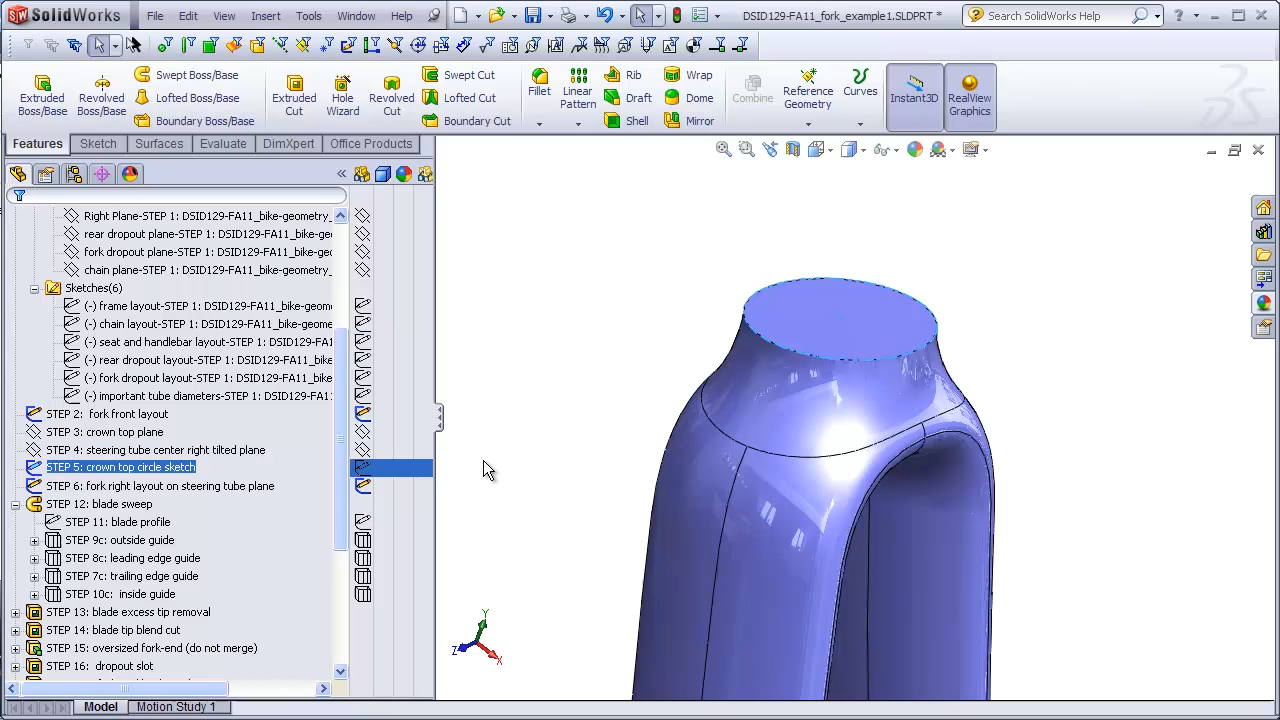 SolidWorks File Edit View Insert Tools Window Help DSID129-FA11_fork_example1.SLDPRT * Search SolidWorks Help
Extruded Boss/Base
Revolved Boss/Base
Swept Boss/Base
Lofted Boss/Base
Boundary Boss/Base
Extruded Cut
Hole Wizard
Revolved Cut
Swept Cut
Lofted Cut
Boundary Cut
Fillet
Linear Pattern
Rib
Draft
Shell
Wrap
Dome
Mirror
Combine
Reference Geometry
Curves
Instant3D
RealView Graphics
Features Sketch Surfaces Evaluate DimXpert Office Products
Right Plane-STEP 1: DSID129-FA11_bike-geometry_
rear dropout plane-STEP 1: DSID129-FA11_bike-ge
fork dropout plane-STEP 1: DSID129-FA11_bike-geo
chain plane-STEP 1: DSID129-FA11_bike-geometry_
Sketches()
(-) frame layout-STEP 1: DSID129-FA11_bike-geom
(-) chain layout-STEP 1: DSID129-FA11_bike-geome
(-) seat and handlebar layout-STEP 1: DSID129-FA
(-) rear dropout layout-STEP 1: DSID129-FA11_bik
(-) fork dropout layout-STEP 1: DSID129-FA11_bik
(-) important tube diameters-STEP 1: DSID129-FA1
STEP 2: fork front layout
STEP 3: crown top plane
STEP 4: steering tube center right tilted plane
STEP 5: crown top circle sketch
STEP 6: fork right layout on steering tube plane
STEP 12: blade sweep
STEP 11: blade profile
STEP 9c: outside guide
STEP 8c: leading edge guide
STEP 7c: trailing edge guide
STEP 10c: inside guide
STEP 13: blade excess tip removal
STEP 14: blade tip blend cut
STEP 15: oversized fork-end (do not merge)
STEP 16: dropout slot
Y
Z
X
Model Motion Study 1